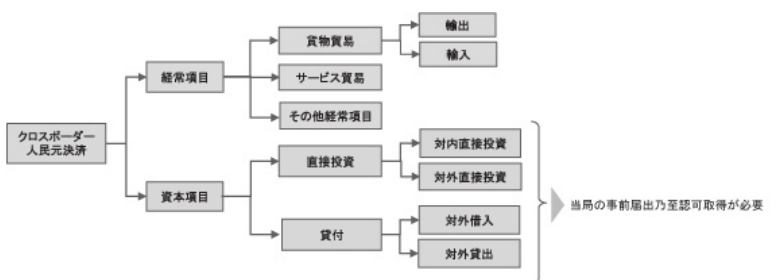 クロスボーダー
人民元決済
経常項目
貨物貿易
輸出
輸入
サービス貿易
その他経常項目
資本項目
直接投資
対内直接投資
対外直接投資
貸付
対外借入
対外貸出
当局の事前届出乃至認可取得が必要